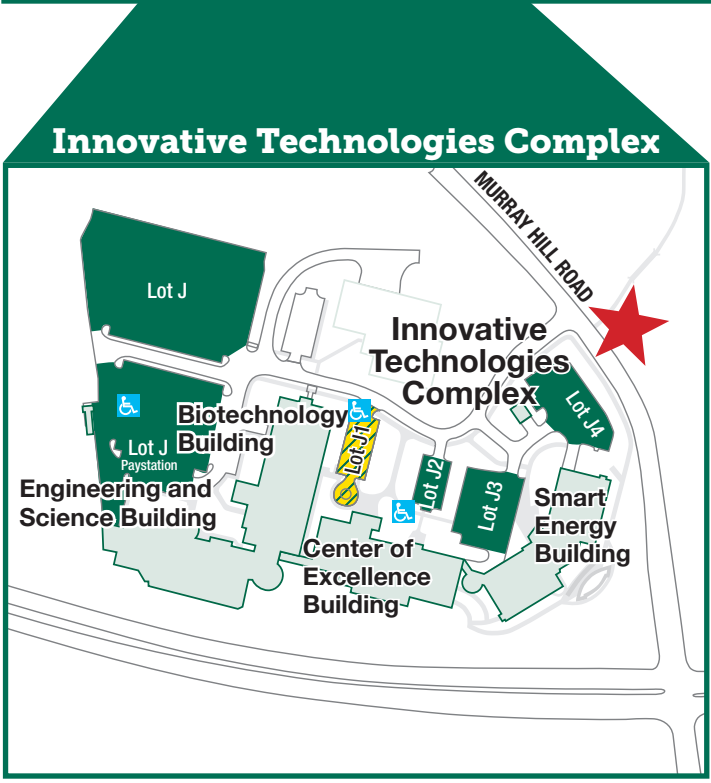 Innovative Technologies Complex
MURRAY HILL ROAD
Lot J
Innovative
Technologies
Complex
Lot J4
Biotechnology
Building
Lot J1
Lot J
Paystation
Lot J2
Lot J3
Engineering and
Science Building
Smart
Energy
Building
Center of
Excellence
Building